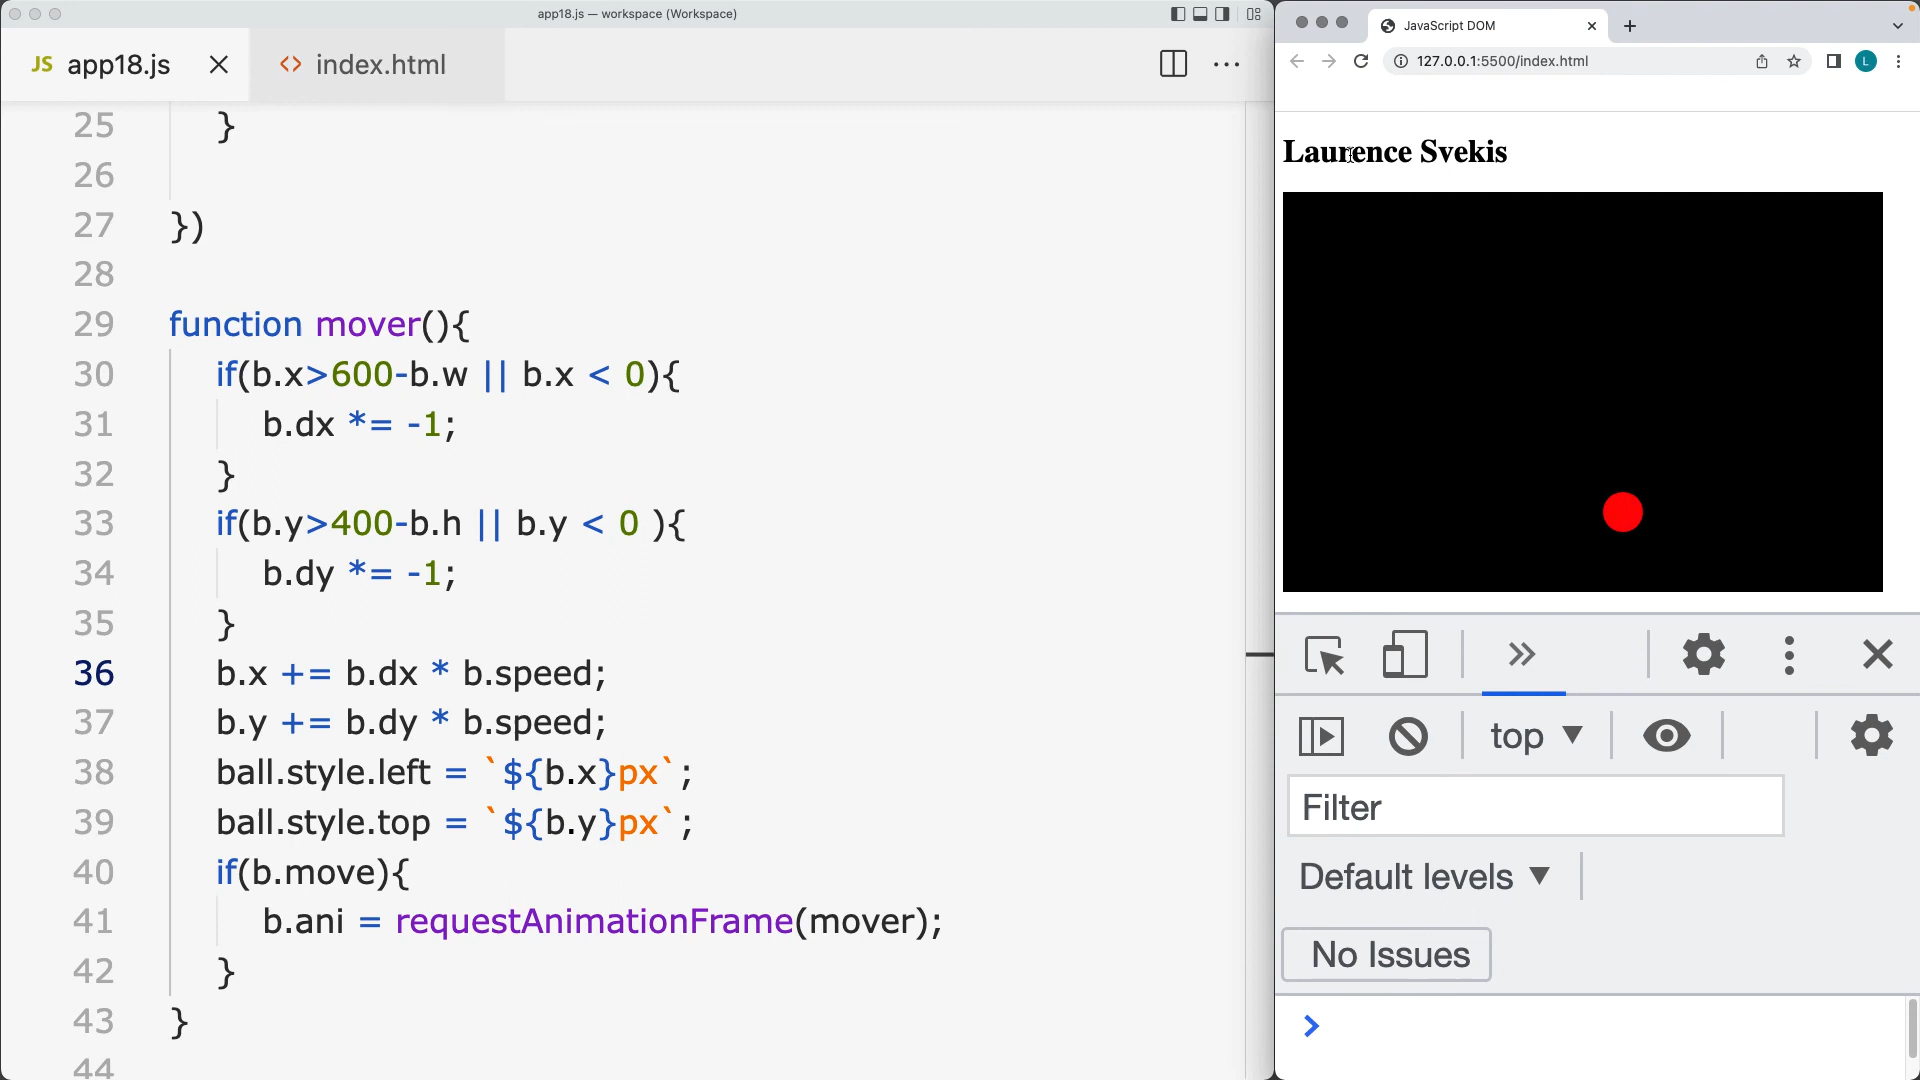 app18.js — workspace (Workspace)
JS app18.js
<> index.html
25 }
26
27 })
28
29 function mover(){
30 if(b.x>600-b.w || b.x < 0){
31 b.dx *= -1;
32 }
33 if(b.y>400-b.h || b.y < 0 ){
34 b.dy *= -1;
35 }
36 b.x += b.dx * b.speed;
37 b.y += b.dy * b.speed;
38 ball.style.left = `${b.x}px`;
39 ball.style.top = `${b.y}px`;
40 if(b.move){
41 b.ani = requestAnimationFrame(mover);
42 }
43 }
44
JavaScript DOM
127.0.0.1:5500/index.html
L
Laurence Svekis
top
Filter
Default levels
No Issues